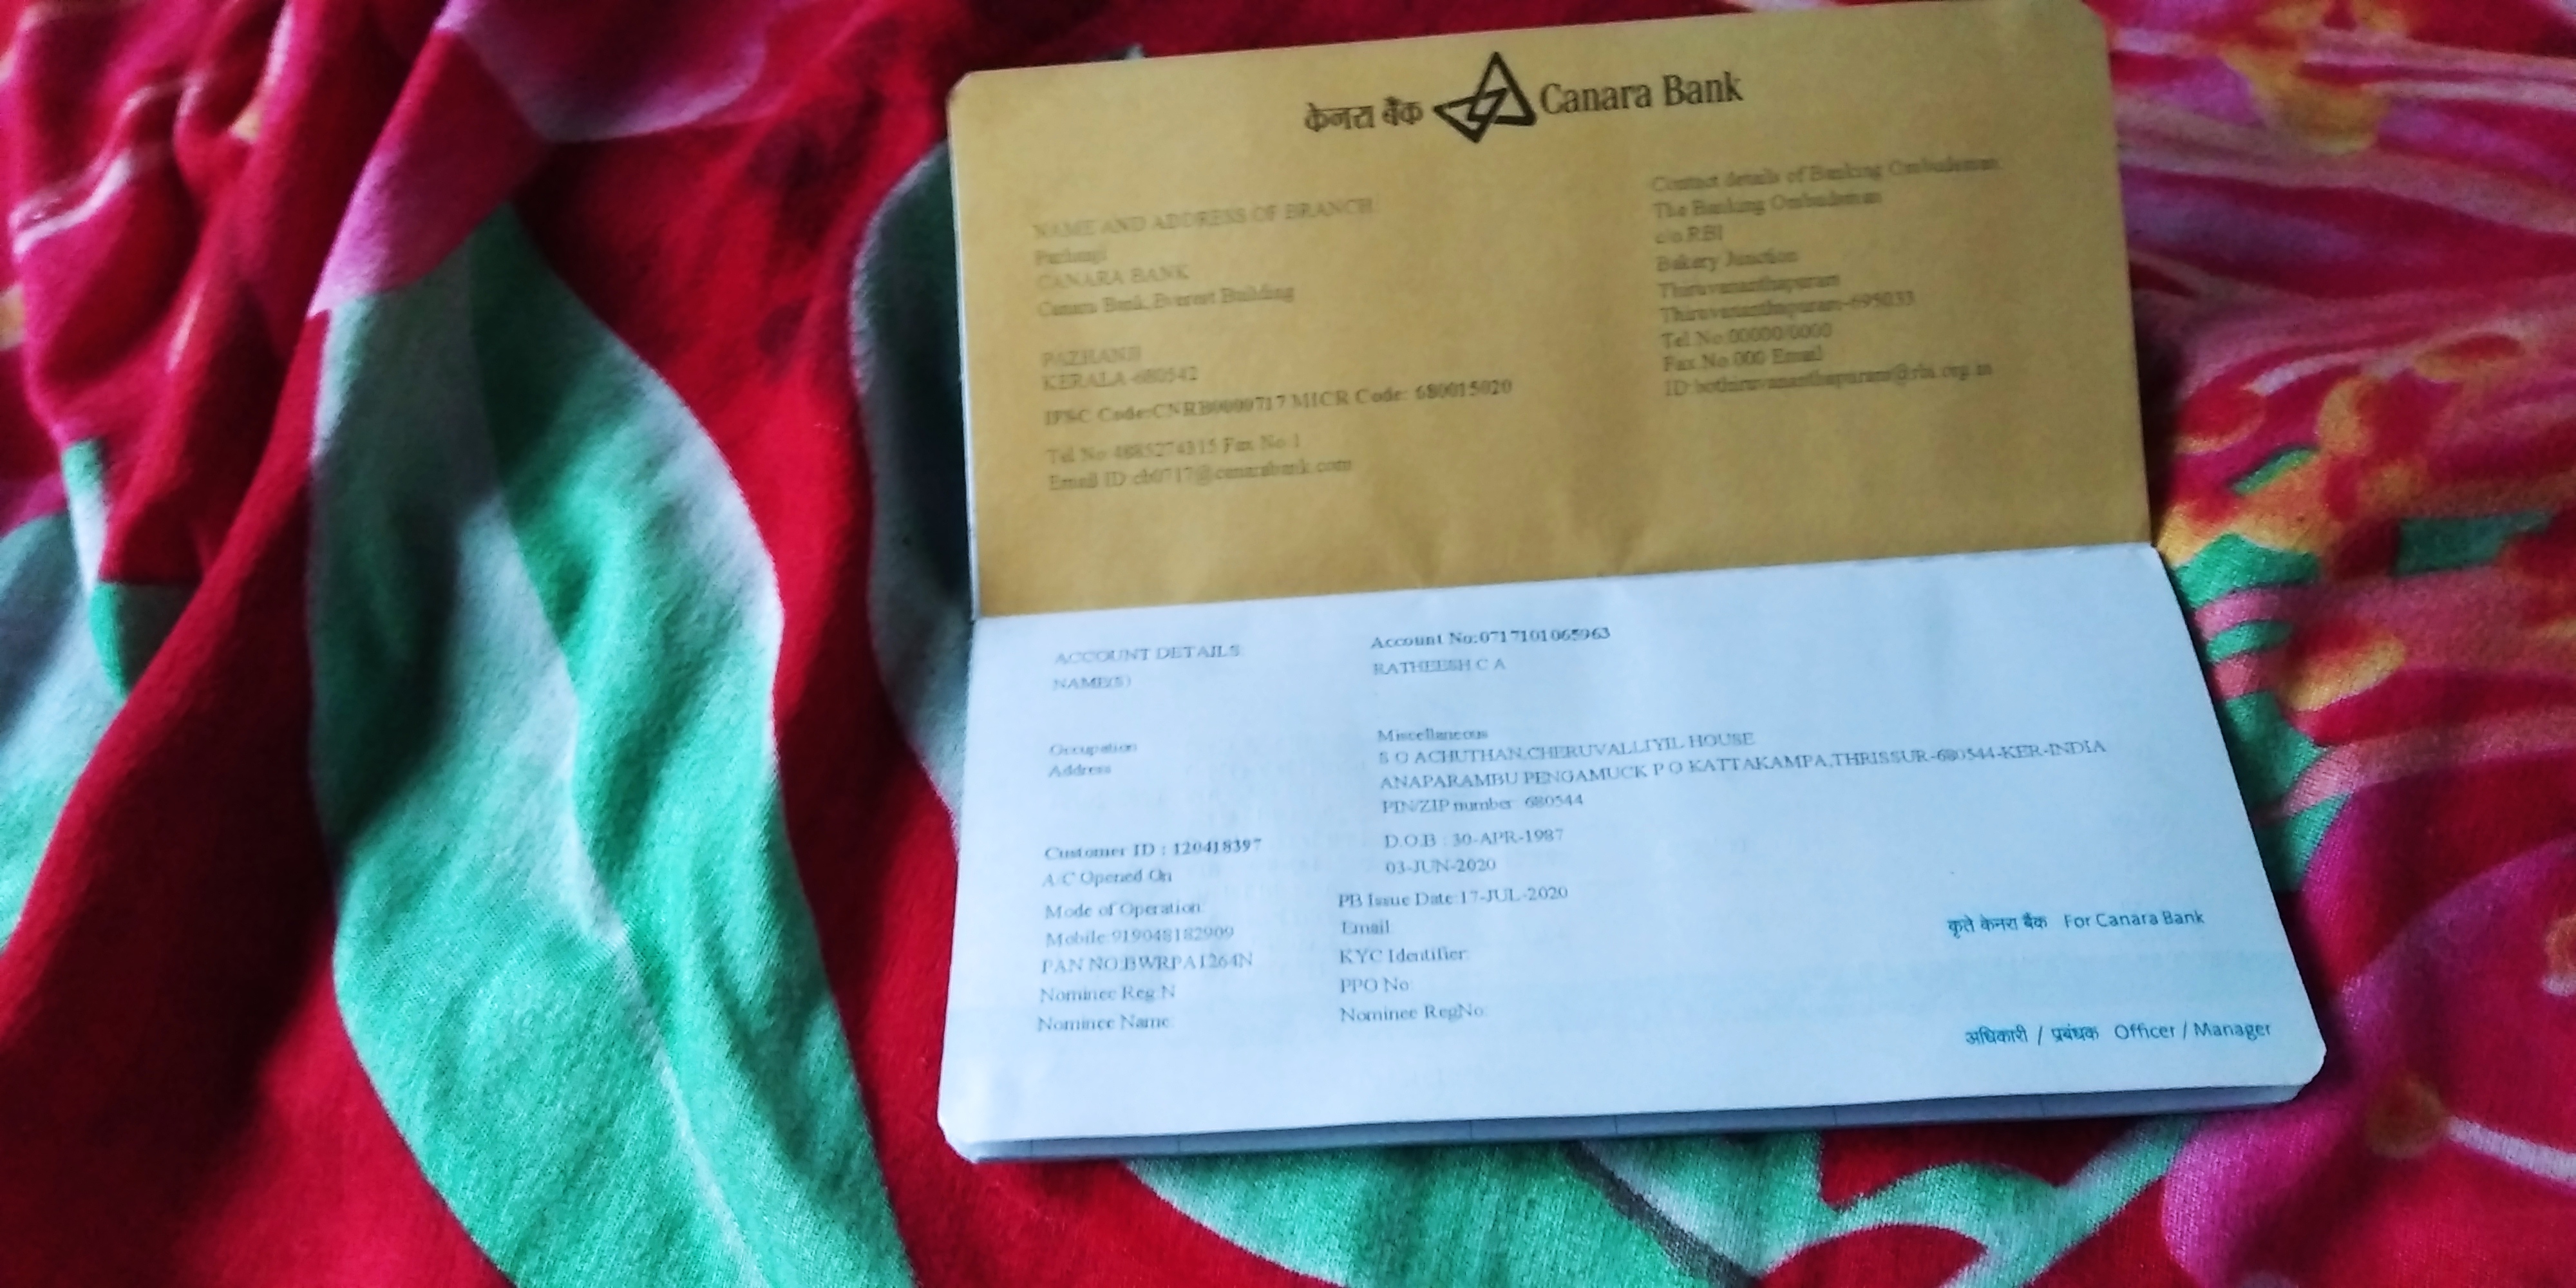 केनरा बैंक Canara Bank
NAME AND ADDRESS OF BRANCH
Pazhanji
CANARA BANK
Canara Bank, Everest Building
PAZHANJI
KERALA-680542
IFSC Code:CNRB0000717 MICR Code: 680015020
Tel No 4885274315 Fax No 1
Email ID cb0717@canarabank.com
Contact details of Banking Ombudsman
The Banking Ombudsman
c/o RBI
Bakery Junction
Thiruvananthapuram
Thiruvananthapuram-695033
Tel No 00000/0000
Fax No 000 Email
ID bothiruvananthapuram@rbi.org.in
ACCOUNT DETAILS Account No:0717101065963
NAME(S) RATHEESH C A
Occupation Miscellaneous
Address S O ACHUTHAN,CHERUVALLIYIL HOUSE
ANAPARAMBU PENGAMUCK P O KATTAKAMPA,THRISSUR-680544-KER-INDIA
PIN/ZIP number 680544
Customer ID : 120418397 D.O.B : 30-APR-1987
A/C Opened On 03-JUN-2020
Mode of Operation PB Issue Date:17-JUL-2020
Mobile:919048182909 Email
PAN NO:BWRPA1264N KYC Identifier:
Nominee Reg:N PPO No
Nominee Name: Nominee RegNo:
कृते केनरा बैंक For Canara Bank
अधिकारी / प्रबंधक Officer / Manager